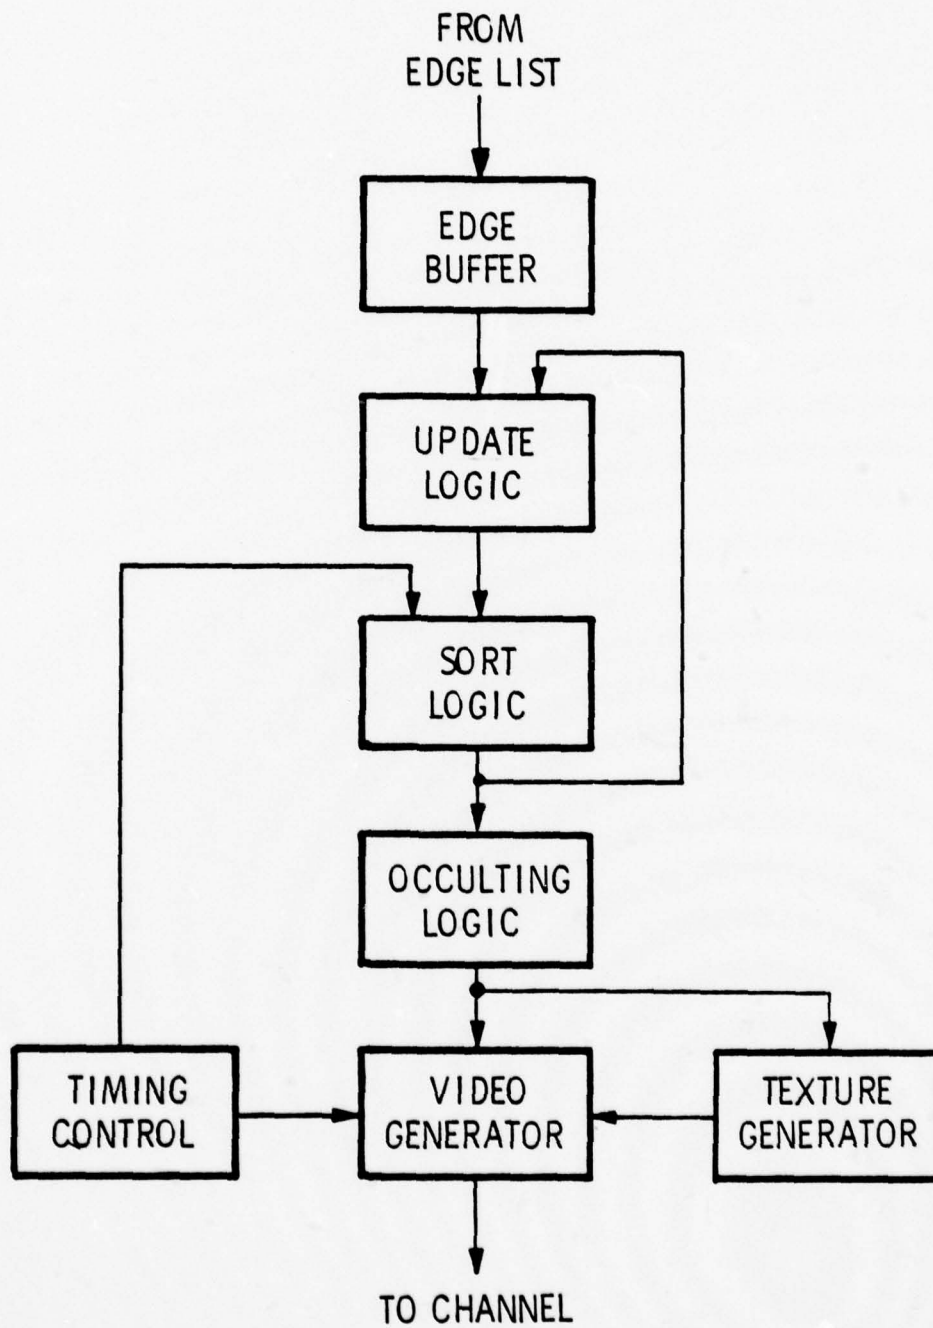 FROM
EDGE LIST
EDGE
BUFFER
UPDATE
LOGIC
SORT
LOGIC
OCCULTING
LOGIC
TIMING
CONTROL
VIDEO
GENERATOR
TEXTURE
GENERATOR
TO CHANNEL